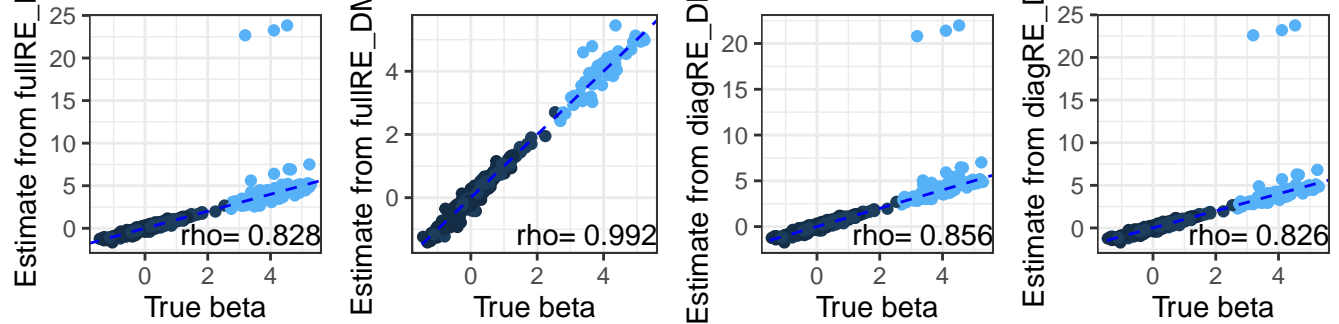 Estimate from fullRE_
25
20
15
10
5
0
rho= 0.828
0 2 4
True beta
Estimate from fullRE_DM
4
2
0
rho= 0.992
0 2 4
True beta
Estimate from diagRE_D
20
15
10
5
0
rho= 0.856
0 2 4
True beta
Estimate from diagRE_D
25
20
15
10
5
0
rho= 0.826
0 2 4
True beta